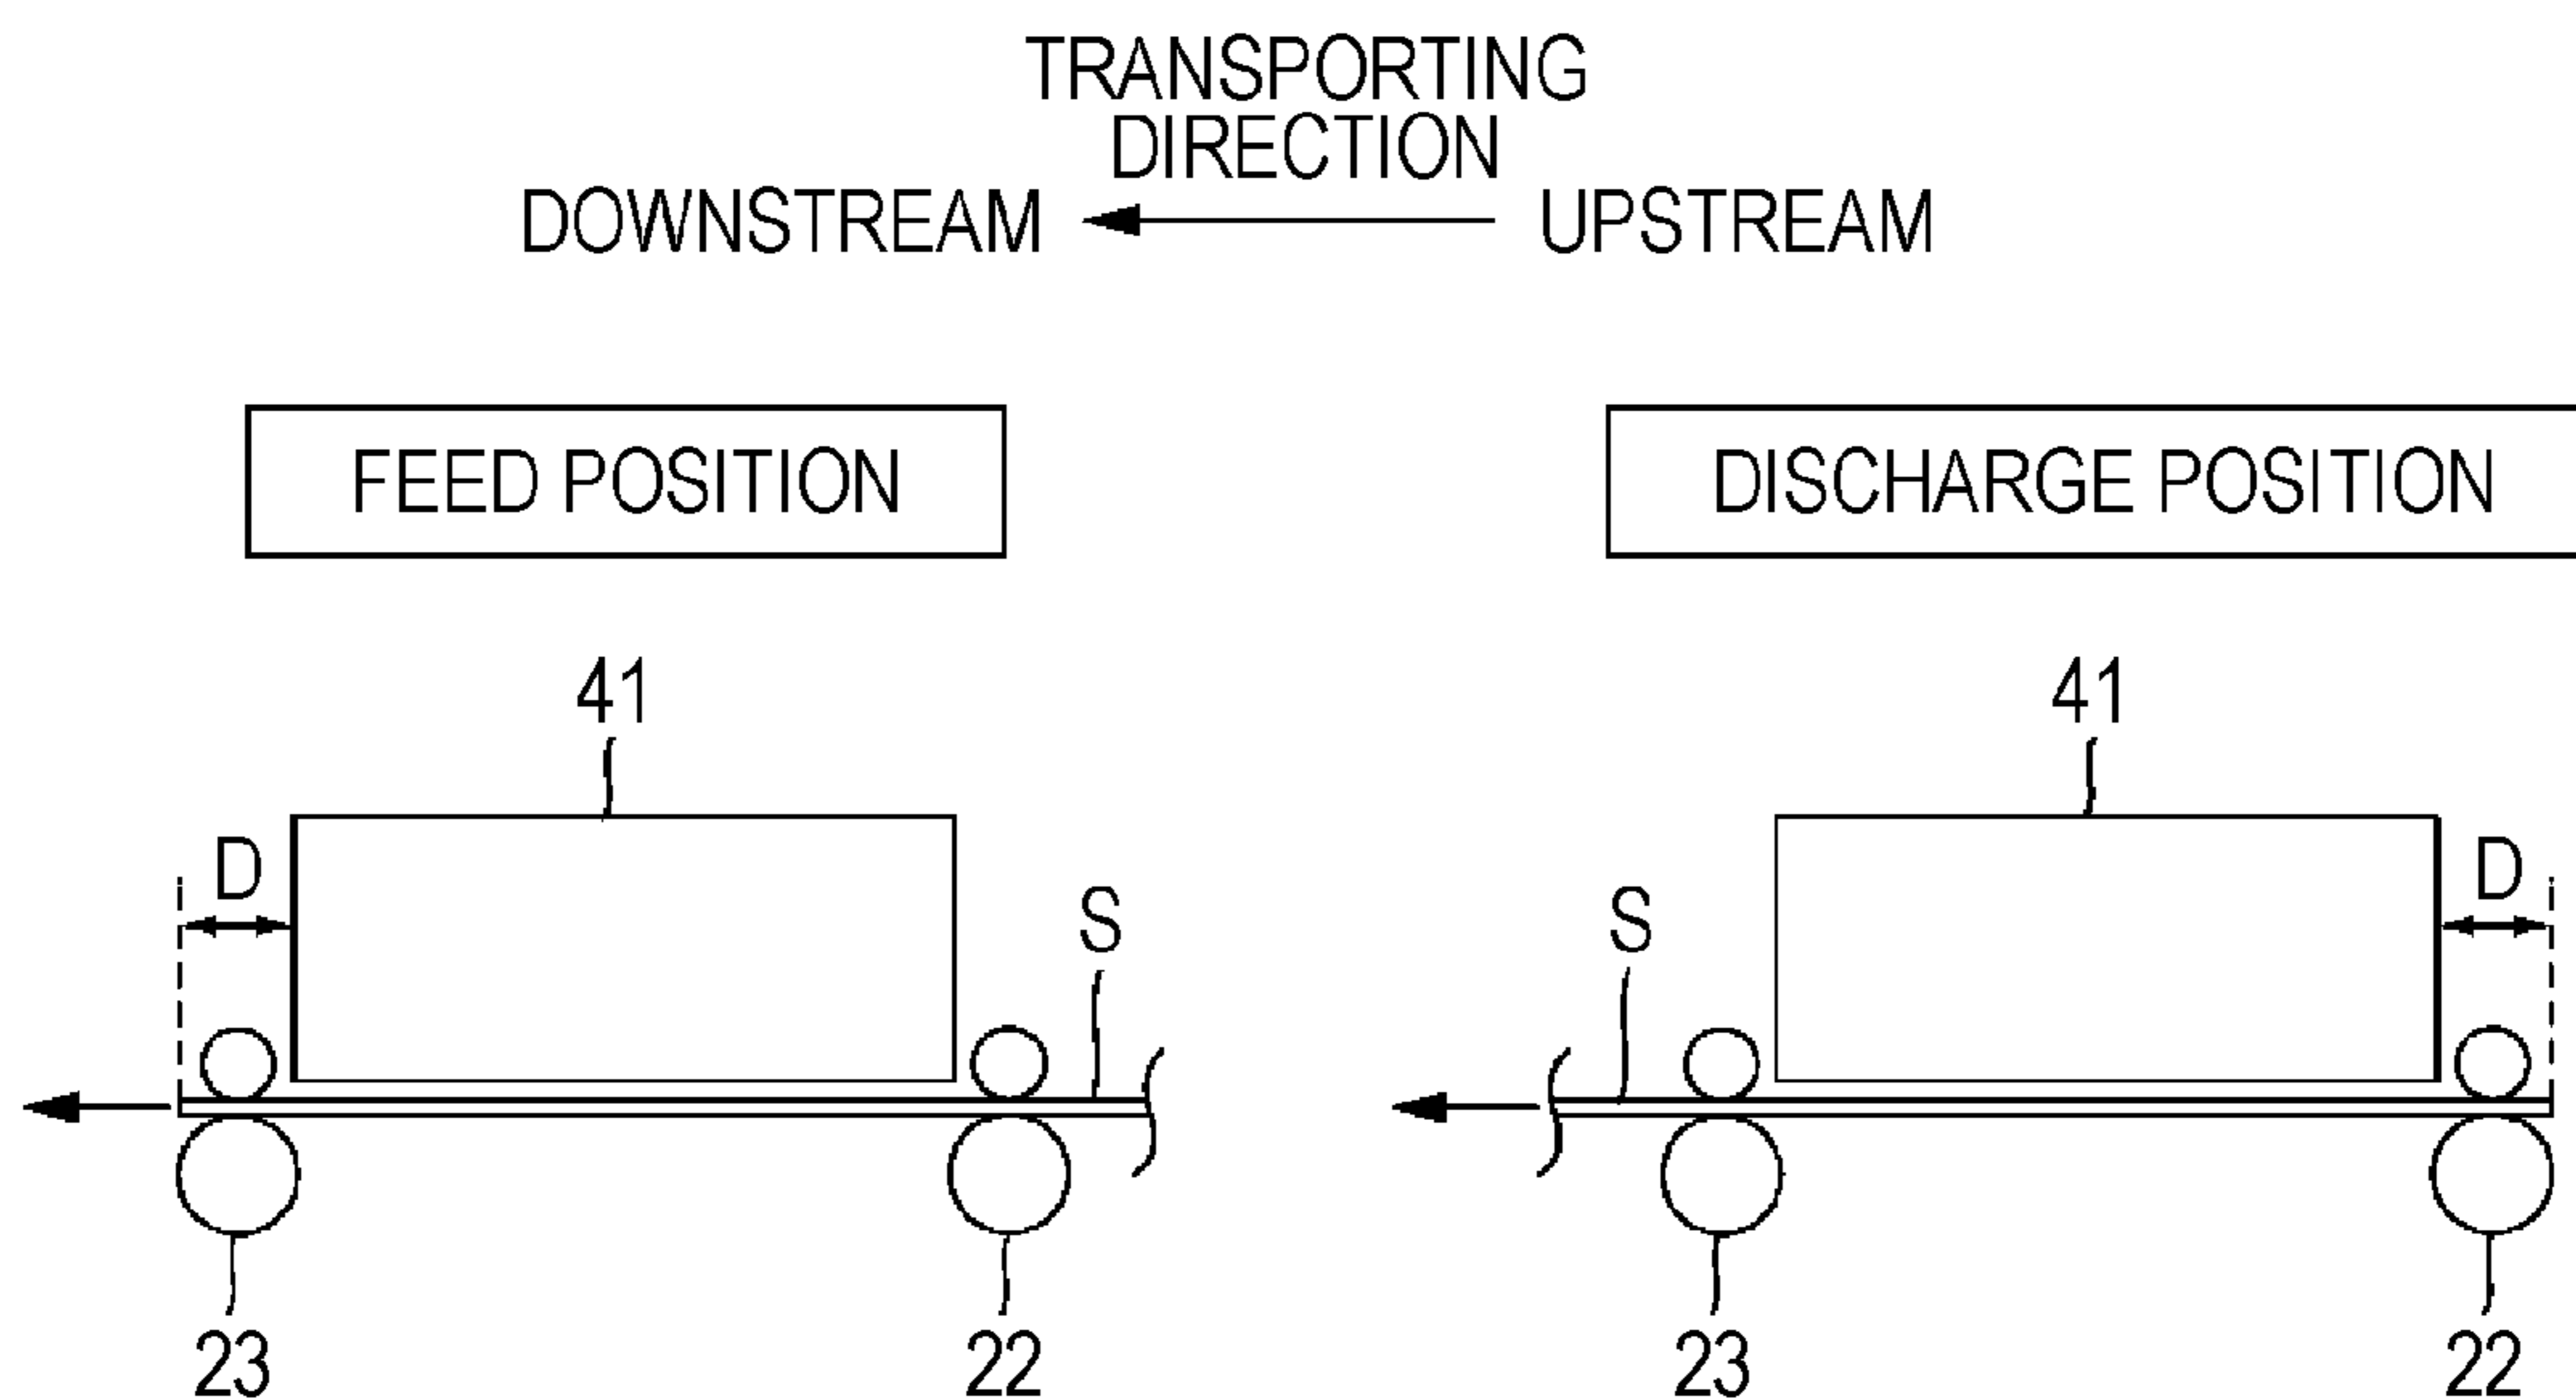 TRANSPORTING
DIRECTION
DOWNSTREAM
UPSTREAM
FEED POSITION
DISCHARGE POSITION
41
41
D
D
S
S
23
22
23
22